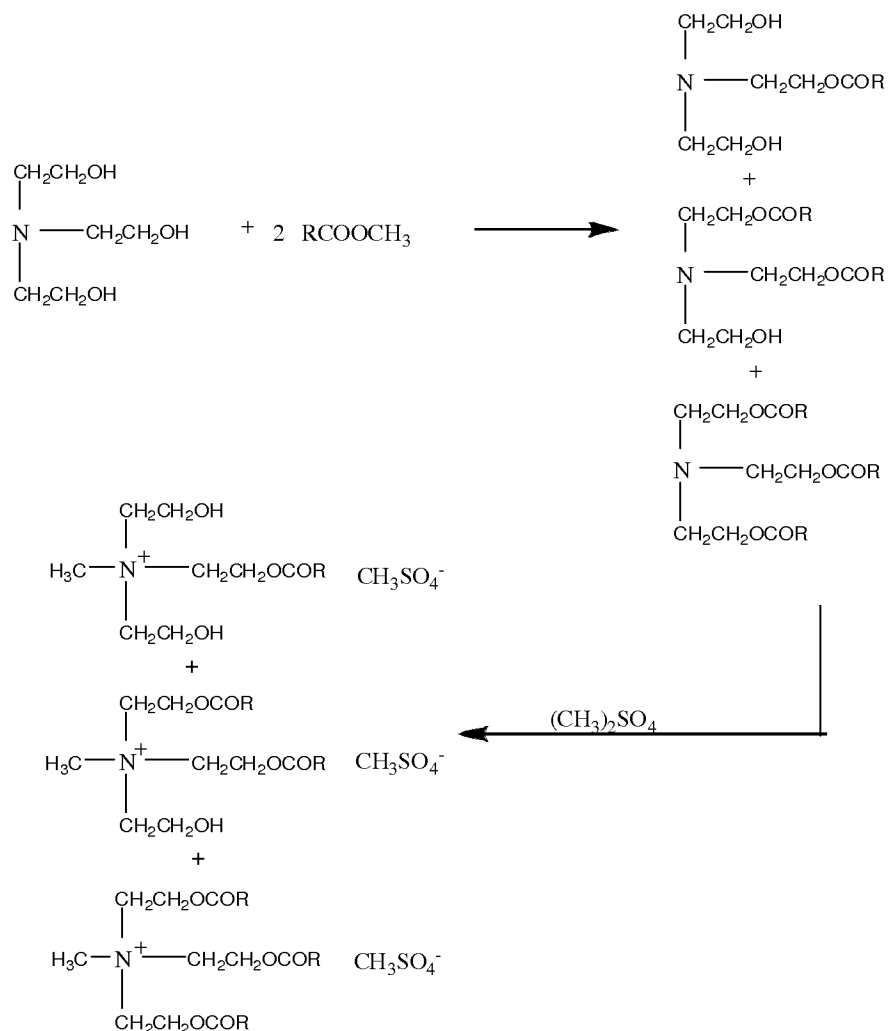 CH₂CH₂OH
N CH₂CH₂OCOR
CH₂CH₂OH
+
CH₂CH₂OH
N CH₂CH₂OH + 2 RCOOCH₃
CH₂CH₂OH
CH₂CH₂OCOR
N CH₂CH₂OCOR
CH₂CH₂OH
+
CH₂CH₂OCOR
N CH₂CH₂OCOR
CH₂CH₂OCOR
(CH₃)₂SO₄
CH₂CH₂OH
H₃C N⁺ CH₂CH₂OCOR CH₃SO₄⁻
CH₂CH₂OH
+
CH₂CH₂OCOR
H₃C N⁺ CH₂CH₂OCOR CH₃SO₄⁻
CH₂CH₂OH
+
CH₂CH₂OCOR
H₃C N⁺ CH₂CH₂OCOR CH₃SO₄⁻
CH₂CH₂OCOR